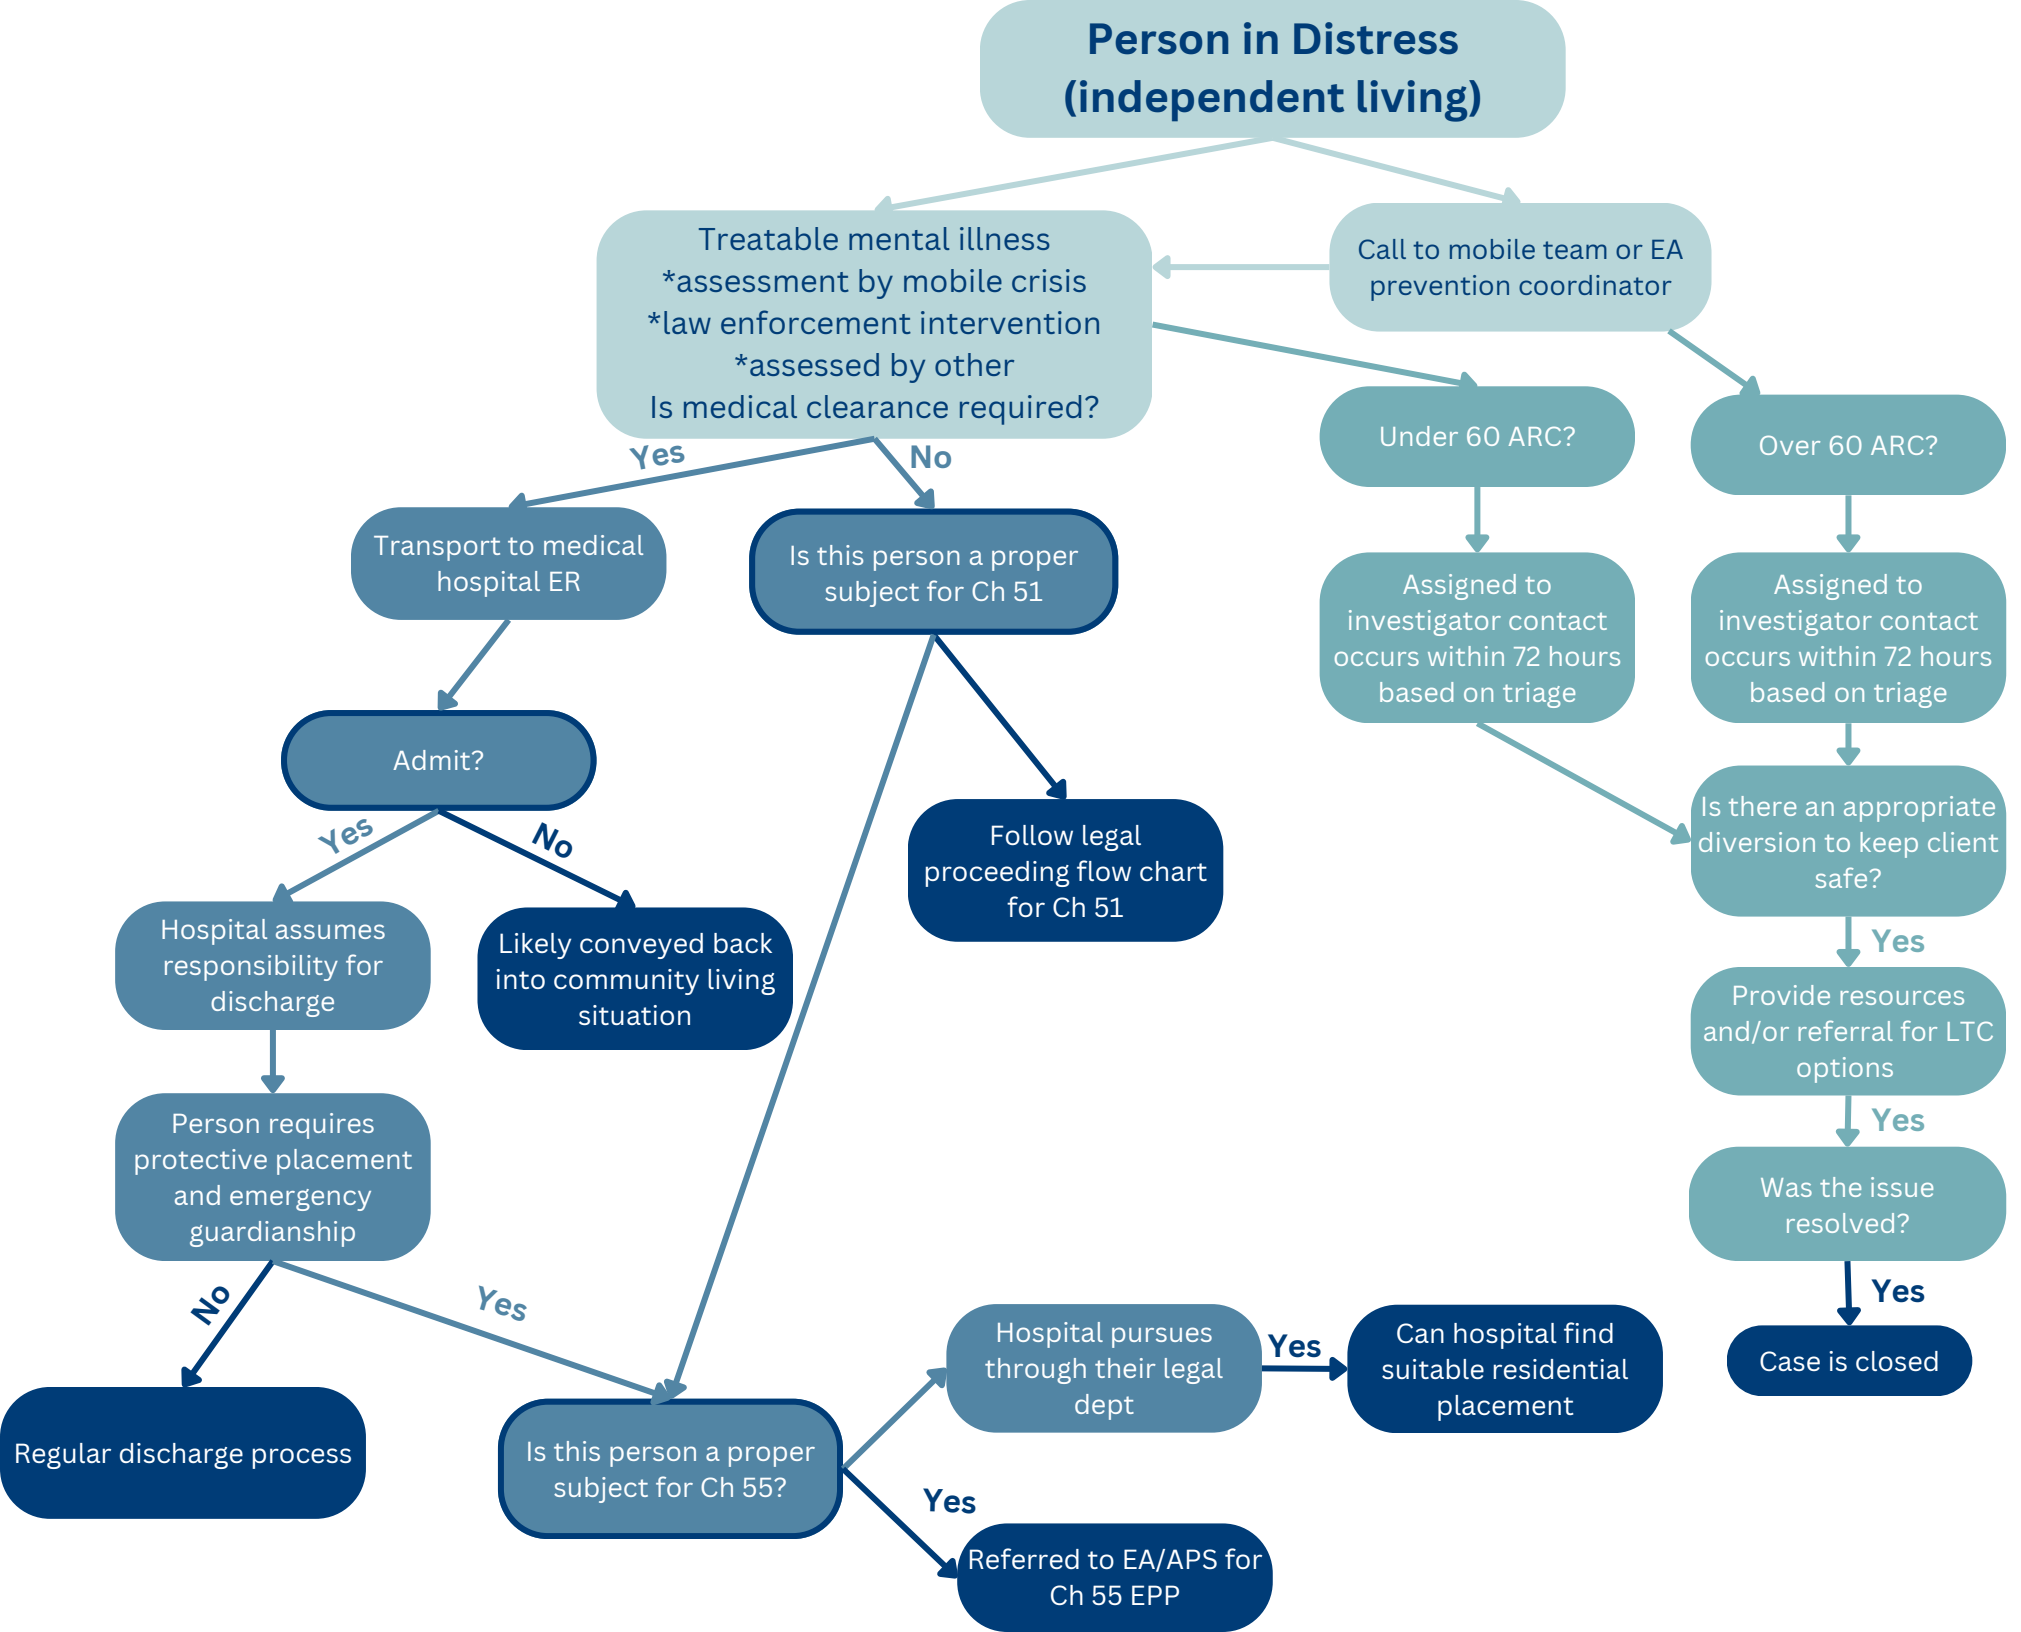 Person in Distress
(independent living)
Treatable mental illness
*assessment by mobile crisis
*law enforcement intervention
*assessed by other
Is medical clearance required?
Call to mobile team or EA
prevention coordinator
Under 60 ARC?
Over 60 ARC?
Yes
No
Transport to medical
hospital ER
Is this person a proper
subject for Ch 51
Assigned to
investigator contact
occurs within 72 hours
based on triage
Assigned to
investigator contact
occurs within 72 hours
based on triage
Admit?
Is there an appropriate
diversion to keep client
safe?
Yes
No
Follow legal
proceeding flow chart
for Ch 51
Hospital assumes
responsibility for
discharge
Likely conveyed back
into community living
situation
Yes
Provide resources
and/or referral for LTC
options
Yes
Person requires
protective placement
and emergency
guardianship
Was the issue
resolved?
No
Yes
Yes
Hospital pursues
through their legal
dept
Yes
Can hospital find
suitable residential
placement
Case is closed
Regular discharge process
Is this person a proper
subject for Ch 55?
Yes
Referred to EA/APS for
Ch 55 EPP